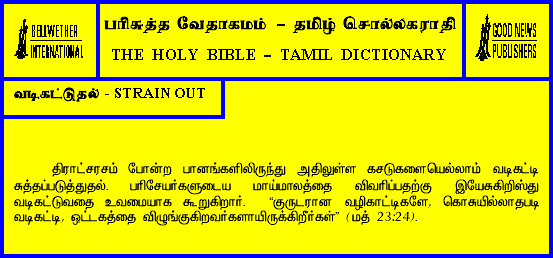 BELLWETHER
INTERNATIONAL
பரிசுத்த வேதாகமம் – தமிழ் சொல்லகராதி
THE HOLY BIBLE – TAMIL DICTIONARY
GOOD NEWS
PUBLISHERS
வடிகட்டுதல் - STRAIN OUT
திராட்சரசம் போன்ற பானங்களிலிருந்து அதிலுள்ள கசடுகளையெல்லாம் வடிகட்டி
சுத்தப்படுத்துதல். பரிசேயர்களுடைய மாய்மாலத்தை விவரிப்பதற்கு இயேசுகிறிஸ்து
வடிகட்டுவதை உவமையாக கூறுகிறார். “குருடரான வழிகாட்டிகளே, கொசுயில்லாதபடி
வடிகட்டி, ஒட்டகத்தை விழுங்குகிறவர்களாயிருக்கிறீர்கள்” (மத் 23:24).